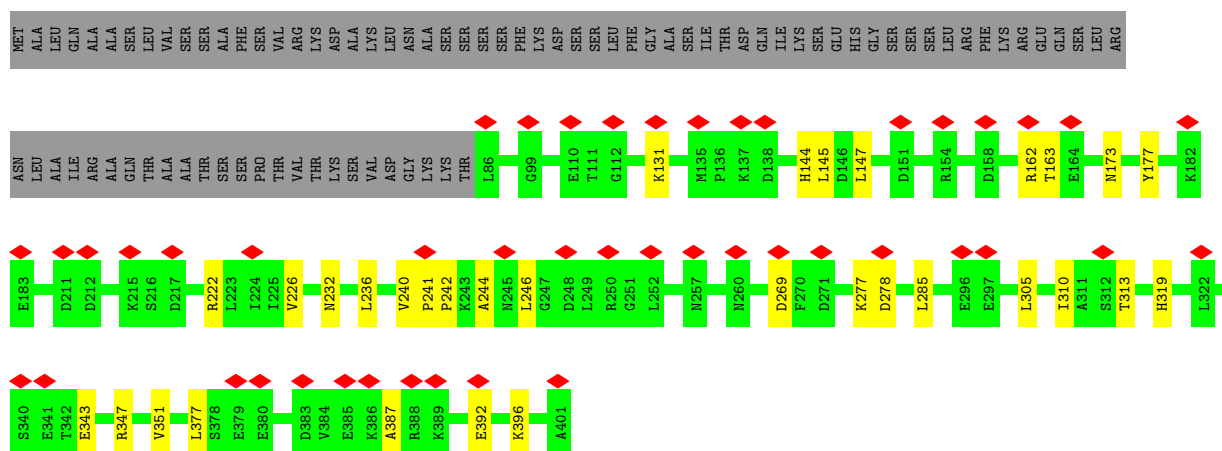 MET ALA LEU GLN ALA ALA SER LEU VAL SER SER ALA PHE SER VAL ARG LYS ASP ALA LYS LEU ASN ALA SER SER SER SER PHE LYS ASP SER SER LEU PHE GLY ALA SER ILE THR ASP GLN ILE LYS SER GLU HIS GLY SER SER SER LEU ARG PHE LYS ARG GLU GLN SER LEU ARG
ASN LEU ALA ILE ARG ALA GLN THR ALA ALA THR SER SER PRO THR VAL THR LYS SER VAL ASP GLY LYS LYS THR L86 G99 E110 T111 G112 K131 M135 P136 K137 D138 H144 L145 D146 L147 D151 R154 D158 R162 T163 E164 N173 Y177 K182
E183 D211 D212 K215 S216 D217 R222 L223 I224 I225 V226 N232 L236 V240 P241 P242 K243 A244 N245 L246 G247 D248 L249 R250 G251 L252 N257 N260 D269 F270 D271 K277 D278 L285 E296 E297 L305 I310 A311 S312 T313 H319 L322
S340 E341 T342 E343 R347 V351 L377 S378 E379 E380 D383 V384 E385 K386 A387 R388 K389 E392 K396 A401